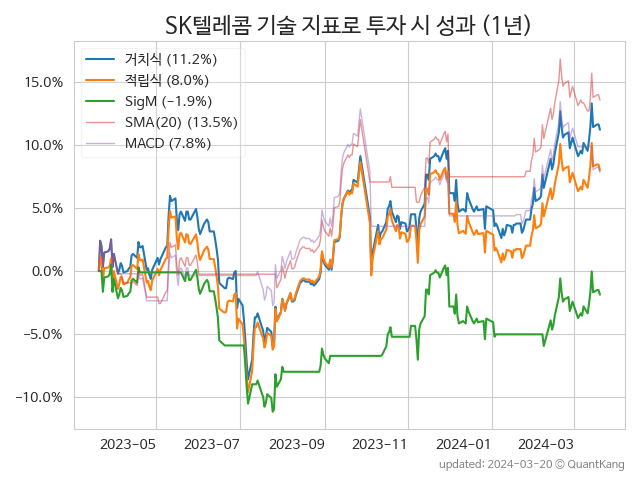 SK텔레콤 기술 지표로 투자 시 성과 (1년)
거치식 (11.2%)
적립식 (8.0%)
SigM (−1.9%)
SMA(20) (13.5%)
MACD (7.8%)
15.0%
10.0%
5.0%
0.0%
−5.0%
−10.0%
2023−05 2023−07 2023−09 2023−11 2024−01 2024−03
updated: 2024−03−20 © QuantKang